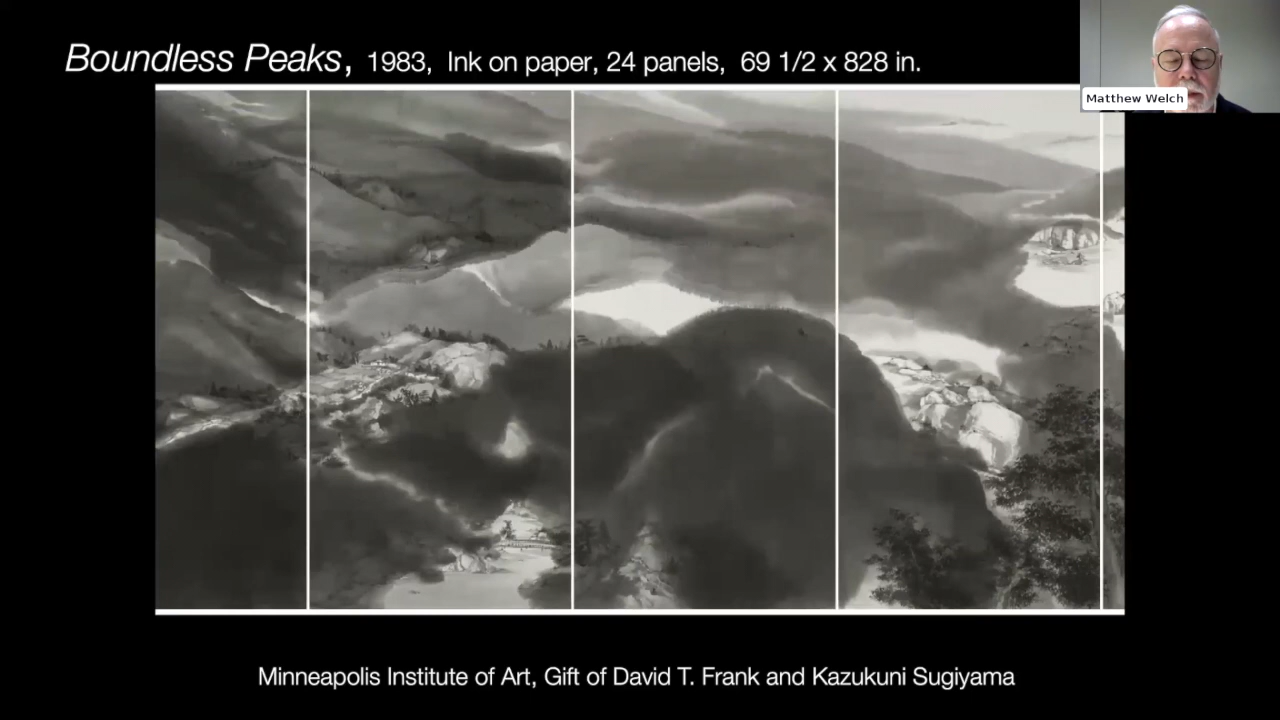 Boundless Peaks, 1983, Ink on paper, 24 panels, 69 1/2 x 828 in.
Matthew Welch
Minneapolis Institute of Art, Gift of David T. Frank and Kazukuni Sugiyama